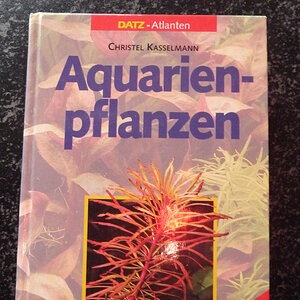 DATZ-Atlanten
CHRISTEL KASSELMANN
Aquarien-
pflanzen